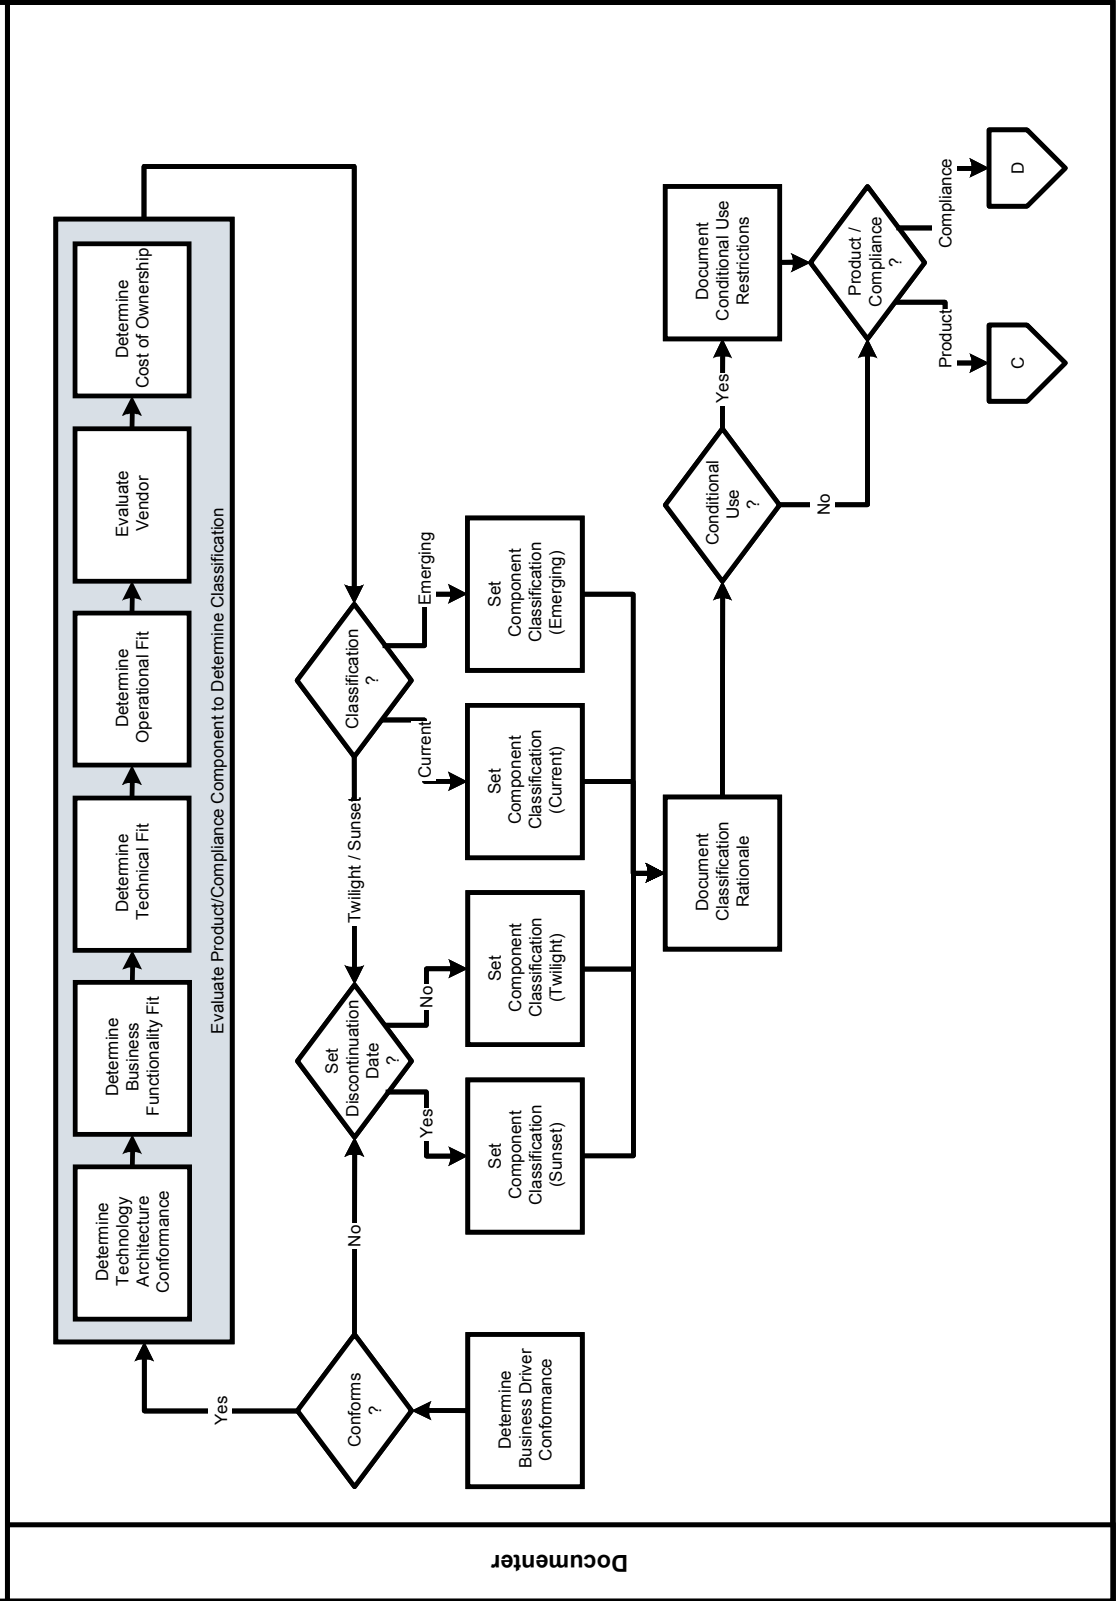 Documenter
Determine
Technology
Architecture
Conformance
Determine
Business
Functionality Fit
Determine
Technical Fit
Determine
Operational Fit
Evaluate
Vendor
Determine
Cost of Ownership
Evaluate Product/Compliance Component to Determine Classification
Yes
Conforms
?
No
Determine
Business Driver
Conformance
Set
Discontinuation
Date
?
Twilight / Sunset
Classification
?
Yes
No
Current
Emerging
Set
Component
Classification
(Sunset)
Set
Component
Classification
(Twilight)
Set
Component
Classification
(Current)
Set
Component
Classification
(Emerging)
Document
Classification
Rationale
Conditional
Use
?
Yes
No
Document
Conditional Use
Restrictions
Product /
Compliance
?
Product
Compliance
C
D